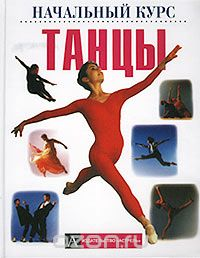 НАЧАЛЬНЫЙ КУРС
ТАНЦЫ
ИЗДАТЕЛЬСТВО АСТРЕЛЬ